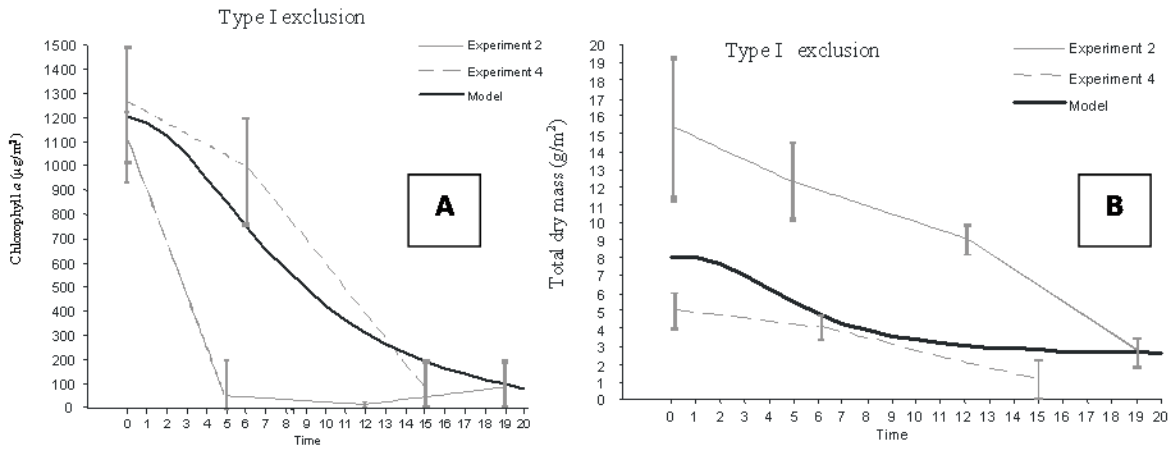 Type I exclusion
Experiment 2
Experiment 4
Model
A
Chlorophyll a (µg/m²)
1500
1400
1300
1200
1100
1000
900
800
700
600
500
400
300
200
100
0
0 1 2 3 4 5 6 7 8 9 10 11 12 13 14 15 16 17 18 19 20
Time
Type I exclusion
Experiment 2
Experiment 4
Model
B
Total dry mass (g/m²)
20
19
18
17
16
15
14
13
12
11
10
9
8
7
6
5
4
3
2
1
0
0 1 2 3 4 5 6 7 8 9 10 11 12 13 14 15 16 17 18 19 20
Time